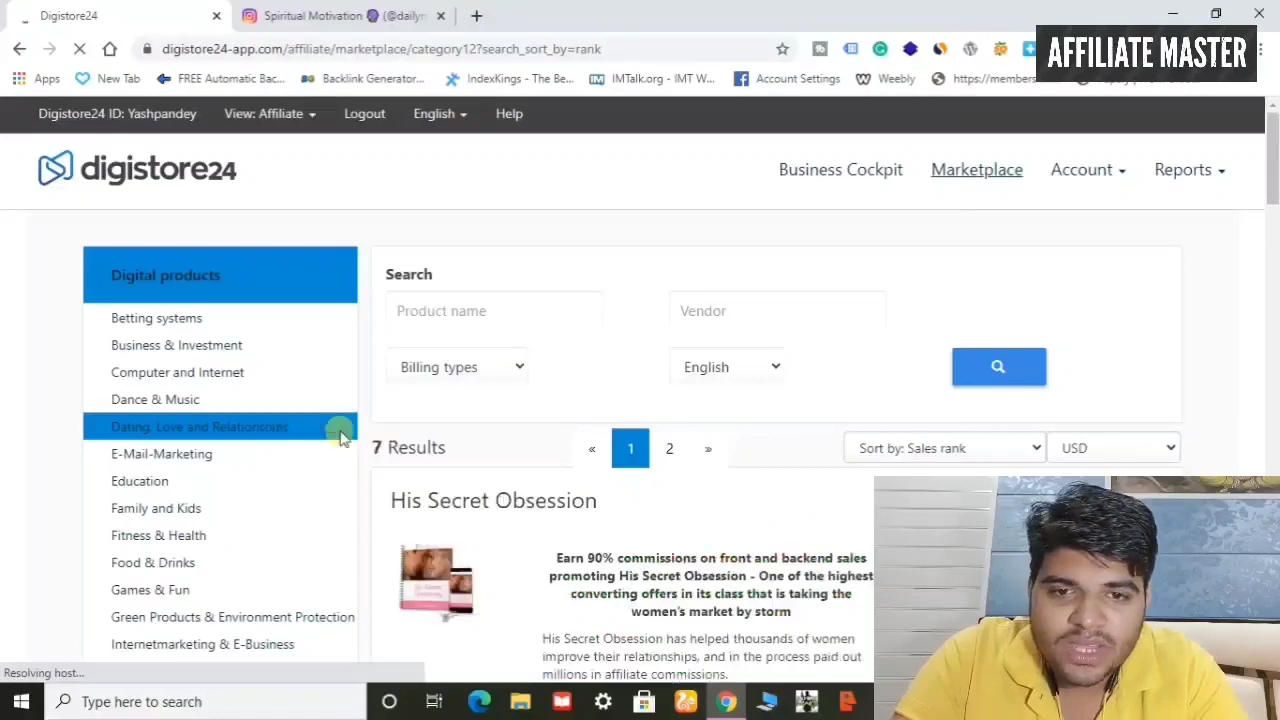 Digistore24
Spiritual Motivation
(@dailyn
digistore24-app.com/affiliate/marketplace/category12?search_sort_by=rank
AFFILIATE MASTER
Apps
New Tab
FREE Automatic Bac...
Backlink Generator...
IndexKings - The Be...
IMTalk.org - IMT W...
Account Settings
Weebly
https://members
Digistore24 ID: Yashpandey
View: Affiliate
Logout
English
Help
digistore24
Business Cockpit
Marketplace
Account
Reports
Digital products
Betting systems
Business & Investment
Computer and Internet
Dance & Music
Dating, Love and Relationships
E-Mail-Marketing
Education
Family and Kids
Fitness & Health
Food & Drinks
Games & Fun
Green Products & Environment Protection
Internetmarketing & E-Business
Search
Product name
Vendor
Billing types
English
7 Results
«
1
2
»
Sort by: Sales rank
USD
His Secret Obsession
Earn 90% commissions on front and backend sales
promoting His Secret Obsession - One of the highest
converting offers in its class that is taking the
women's market by storm
His Secret Obsession has helped thousands of women
improve their relationships, and in the process paid out
millions in affiliate commissions.
Resolving host...
Type here to search